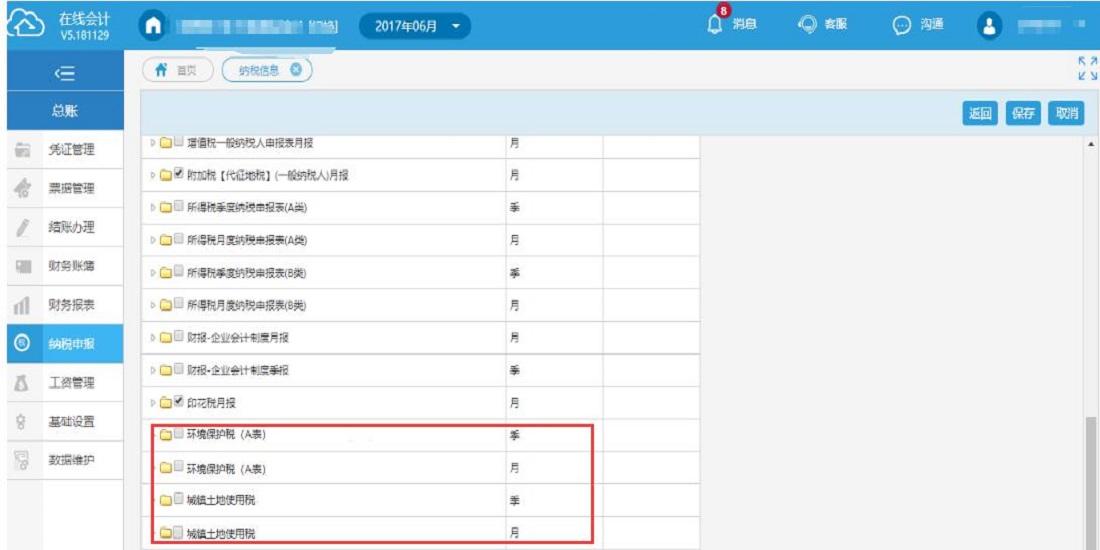 在线会计
V5.181129
2017年06月
8
消息
客服
沟通
首页
纳税信息
总账
返回
保存
取消
凭证管理
票据管理
结账办理
财务账簿
财务报表
纳税申报
工资管理
基础设置
数据维护
增值税一般纳税人申报表月报 月
附加税【代征地税】(一般纳税人)月报 月
所得税季度纳税申报表(A类) 季
所得税月度纳税申报表(A类) 月
所得税季度纳税申报表(B类) 季
所得税月度纳税申报表(B类) 月
财报-企业会计制度月报 月
财报-企业会计制度季报 季
印花税月报 月
环境保护税（A表） 季
环境保护税（A表） 月
城镇土地使用税 季
城镇土地使用税 月